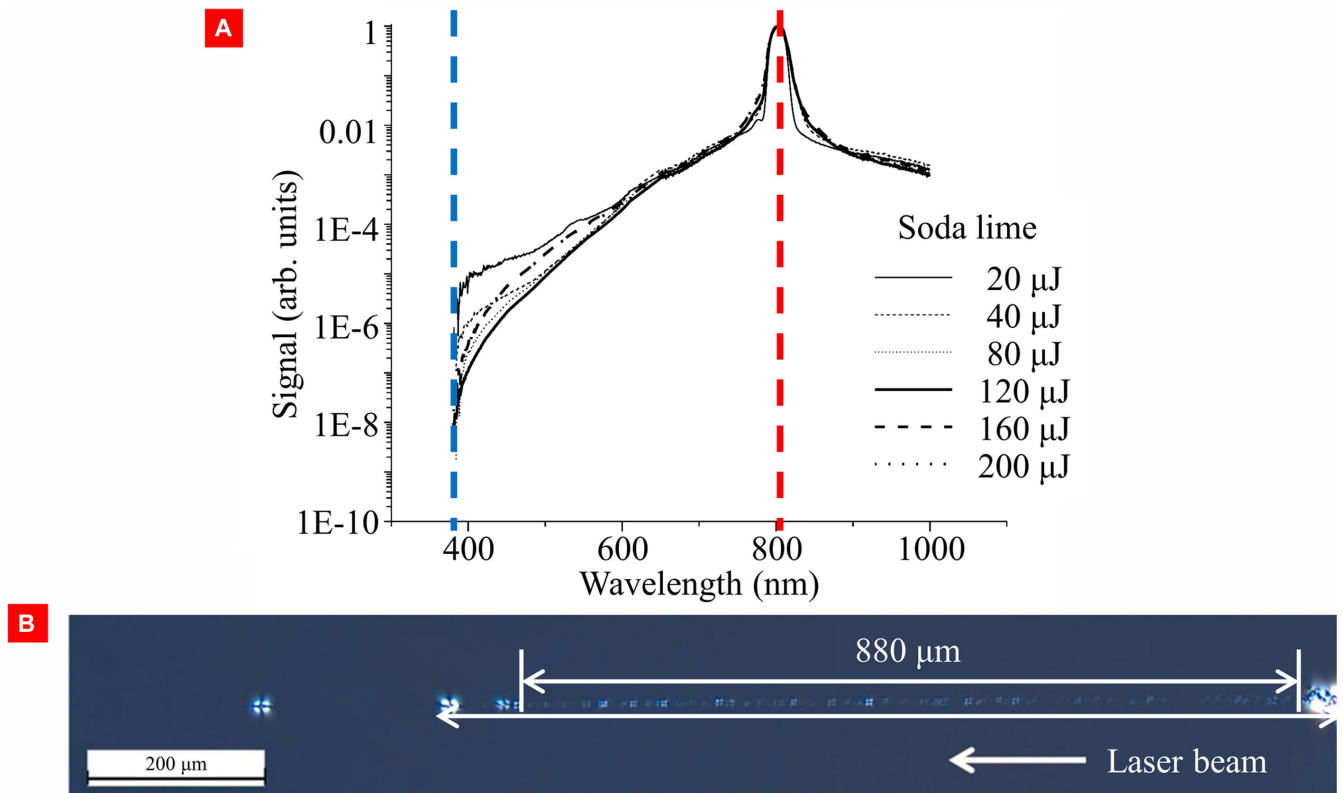 A
1
0.01
1E-4
1E-6
1E-8
1E-10
Signal (arb. units)
400 600 800 1000
Wavelength (nm)
Soda lime
20 μJ
40 μJ
80 μJ
120 μJ
160 μJ
200 μJ
B
880 μm
200 μm
Laser beam